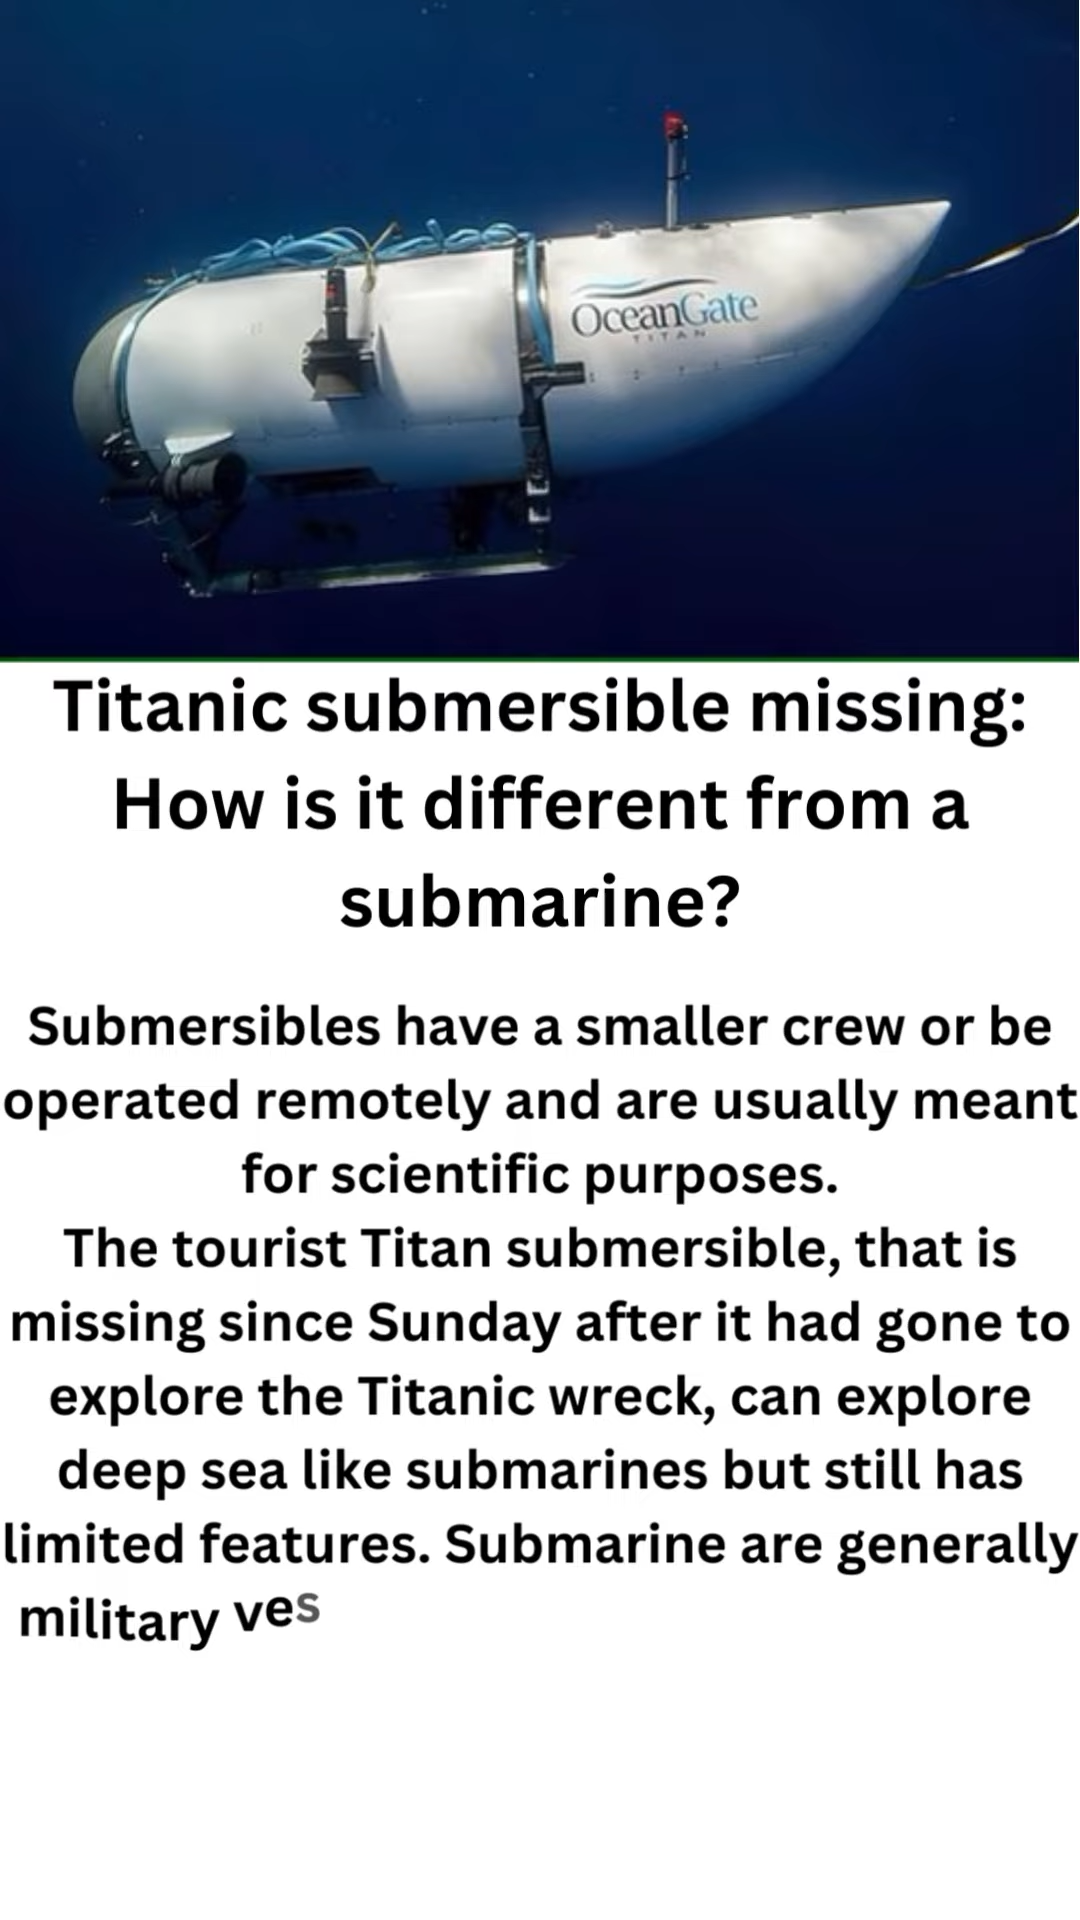 OceanGate
TITAN
Titanic submersible missing:
How is it different from a
submarine?
Submersibles have a smaller crew or be
operated remotely and are usually meant
for scientific purposes.
The tourist Titan submersible, that is
missing since Sunday after it had gone to
explore the Titanic wreck, can explore
deep sea like submarines but still has
limited features. Submarine are generally
military ves